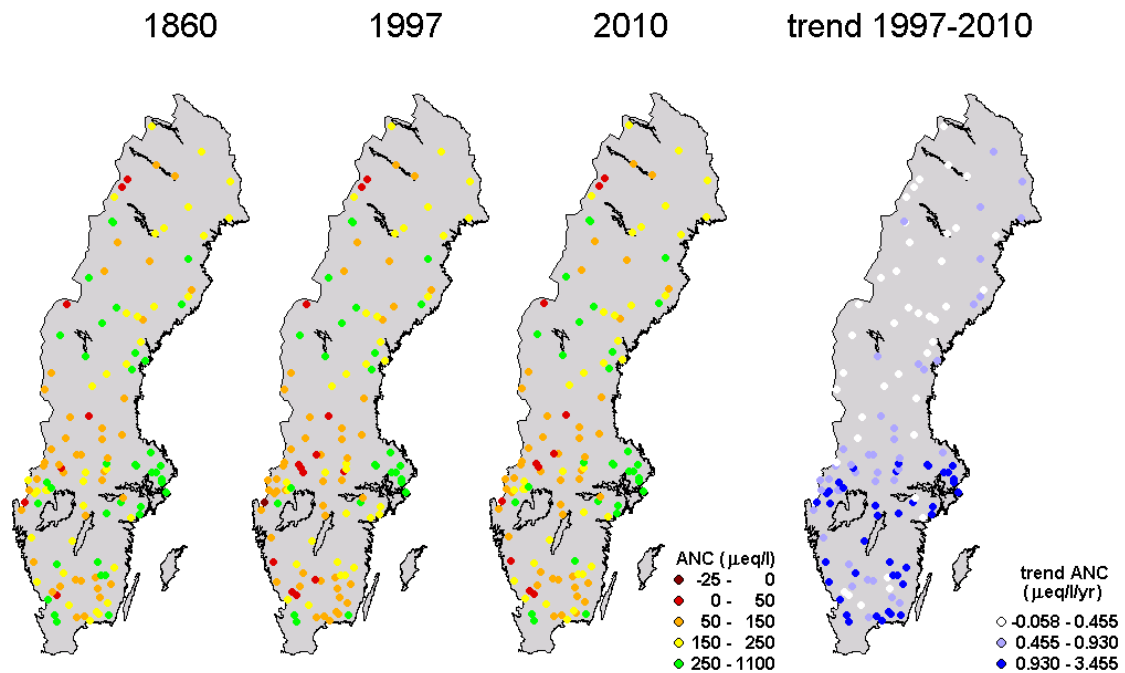 1860 1997 2010 trend 1997-2010
ANC (μeq/l)
-25 - 0
0 - 50
50 - 150
150 - 250
250 - 1100
trend ANC
(μeq/l/yr)
-0.058 - 0.455
0.455 - 0.930
0.930 - 3.455